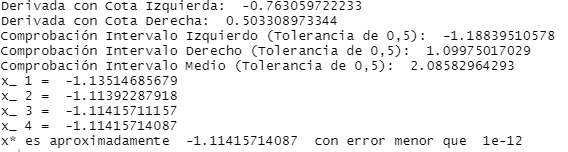 Derivada con Cota Izquierda:  -0.763059722233
Derivada con Cota Derecha:  0.503308973344
Comprobación Intervalo Izquierdo (Tolerancia de 0,5):  -1.18839510578
Comprobación Intervalo Derecho (Tolerancia de 0,5):  1.09975017029
Comprobación Intervalo Medio (Tolerancia de 0,5):  2.08582964293
x_ 1 =  -1.13514685679
x_ 2 =  -1.11392287918
x_ 3 =  -1.11415711157
x_ 4 =  -1.11415714087
x* es aproximadamente  -1.11415714087  con error menor que  1e-12